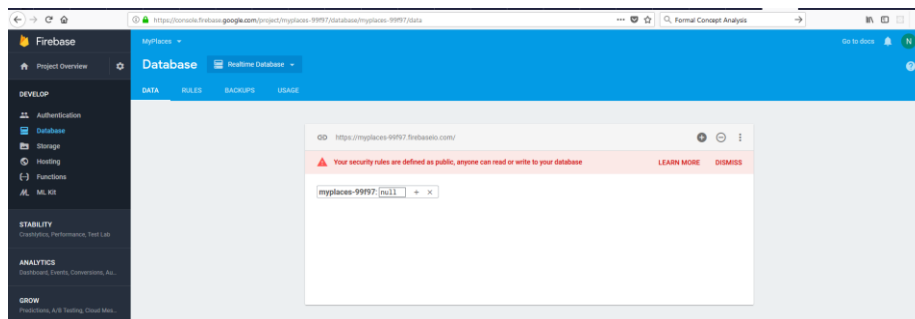 https://console.firebase.google.com/project/myplaces-99f97/database/myplaces-99f97/data
Formal Concept Analysis
Firebase
MyPlaces
Go to docs
N
Project Overview
Database
Realtime Database
DATA
RULES
BACKUPS
USAGE
DEVELOP
Authentication
Database
Storage
Hosting
Functions
ML Kit
https://myplaces-99f97.firebaseio.com/
Your security rules are defined as public, anyone can read or write to your database
LEARN MORE
DISMISS
myplaces-99f97: null
STABILITY
Crashlytics, Performance, Test Lab
ANALYTICS
Dashboard, Events, Conversions, Au...
GROW
Predictions, A/B Testing, Cloud Mes...